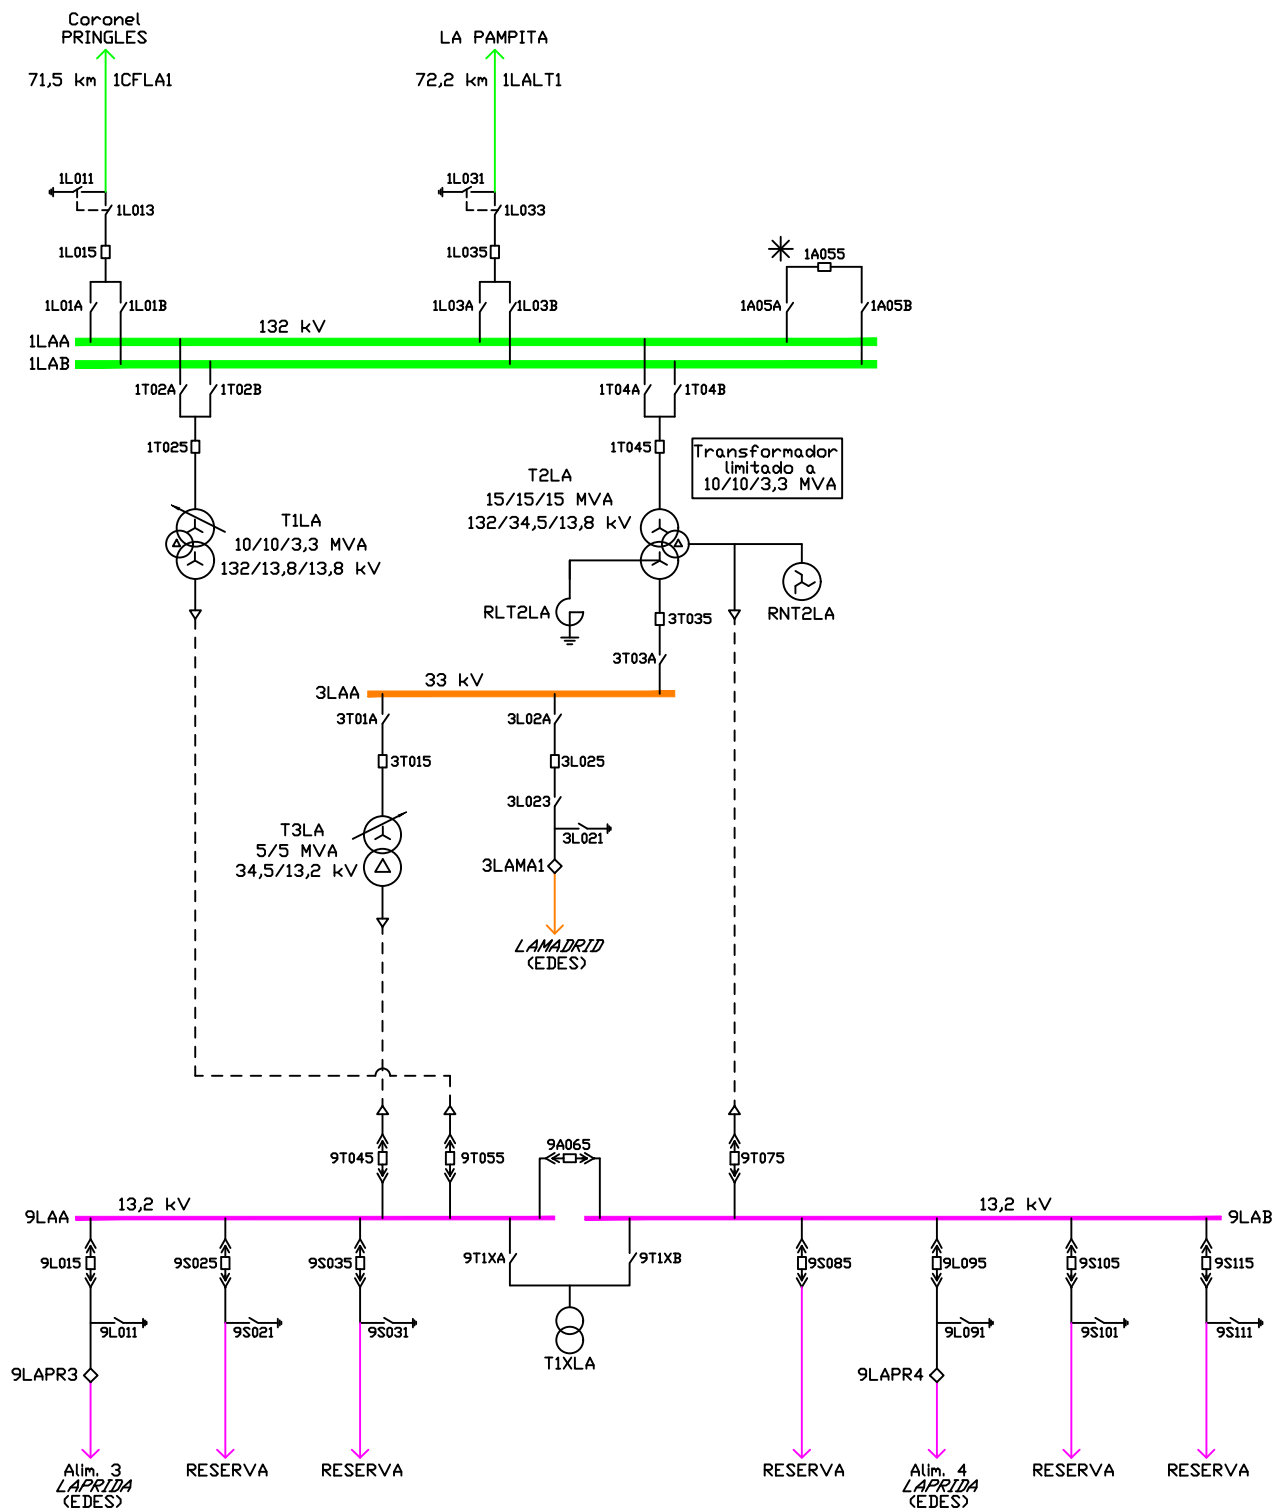 Coronel
PRINGLES
LA PAMPITA
71,5 km 1CFLA1
72,2 km 1LALT1
1L011
1L031
1L013
1L033
1L015
1L035
1A055
1L01A
1L01B
1L03A
1L03B
1A05A
1A05B
132 kV
1LAA
1LAB
1T02A
1T02B
1T04A
1T04B
1T025
1T045
Transformador
limitado a
10/10/3,3 MVA
T2LA
15/15/15 MVA
132/34,5/13,8 kV
T1LA
10/10/3,3 MVA
132/13,8/13,8 kV
RLT2LA
RNT2LA
3T035
3T03A
33 kV
3LAA
3T01A
3L02A
3T015
3L025
3L023
3L021
T3LA
5/5 MVA
34,5/13,2 kV
3LAMA1
LAMADRID
(EDES)
9A065
9T045
9T055
9T075
13,2 kV
13,2 kV
9LAA
9LAB
9L015
9S025
9S035
9T1XA
9T1XB
9S085
9L095
9S105
9S115
9L011
9S021
9S031
9L091
9S101
9S111
T1XLA
9LAPR3
9LAPR4
Alim. 3
LAPRIDA
(EDES)
RESERVA
RESERVA
RESERVA
Alim. 4
LAPRIDA
(EDES)
RESERVA
RESERVA